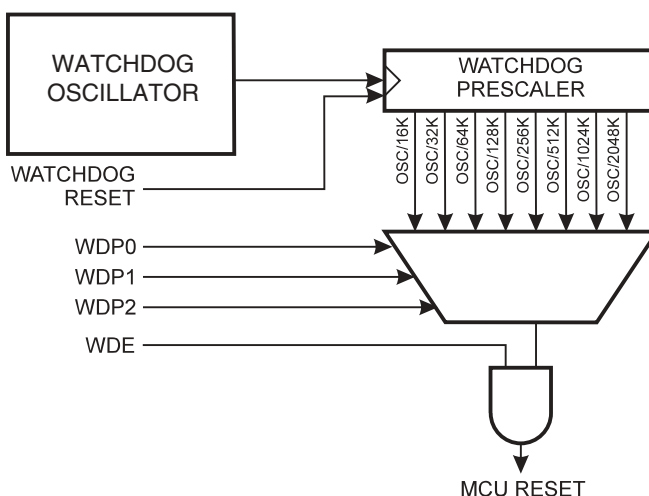 WATCHDOG
OSCILLATOR
WATCHDOG
PRESCALER
OSC/16K
OSC/32K
OSC/64K
OSC/128K
OSC/256K
OSC/512K
OSC/1024K
OSC/2048K
WATCHDOG
RESET
WDP0
WDP1
WDP2
WDE
MCU RESET